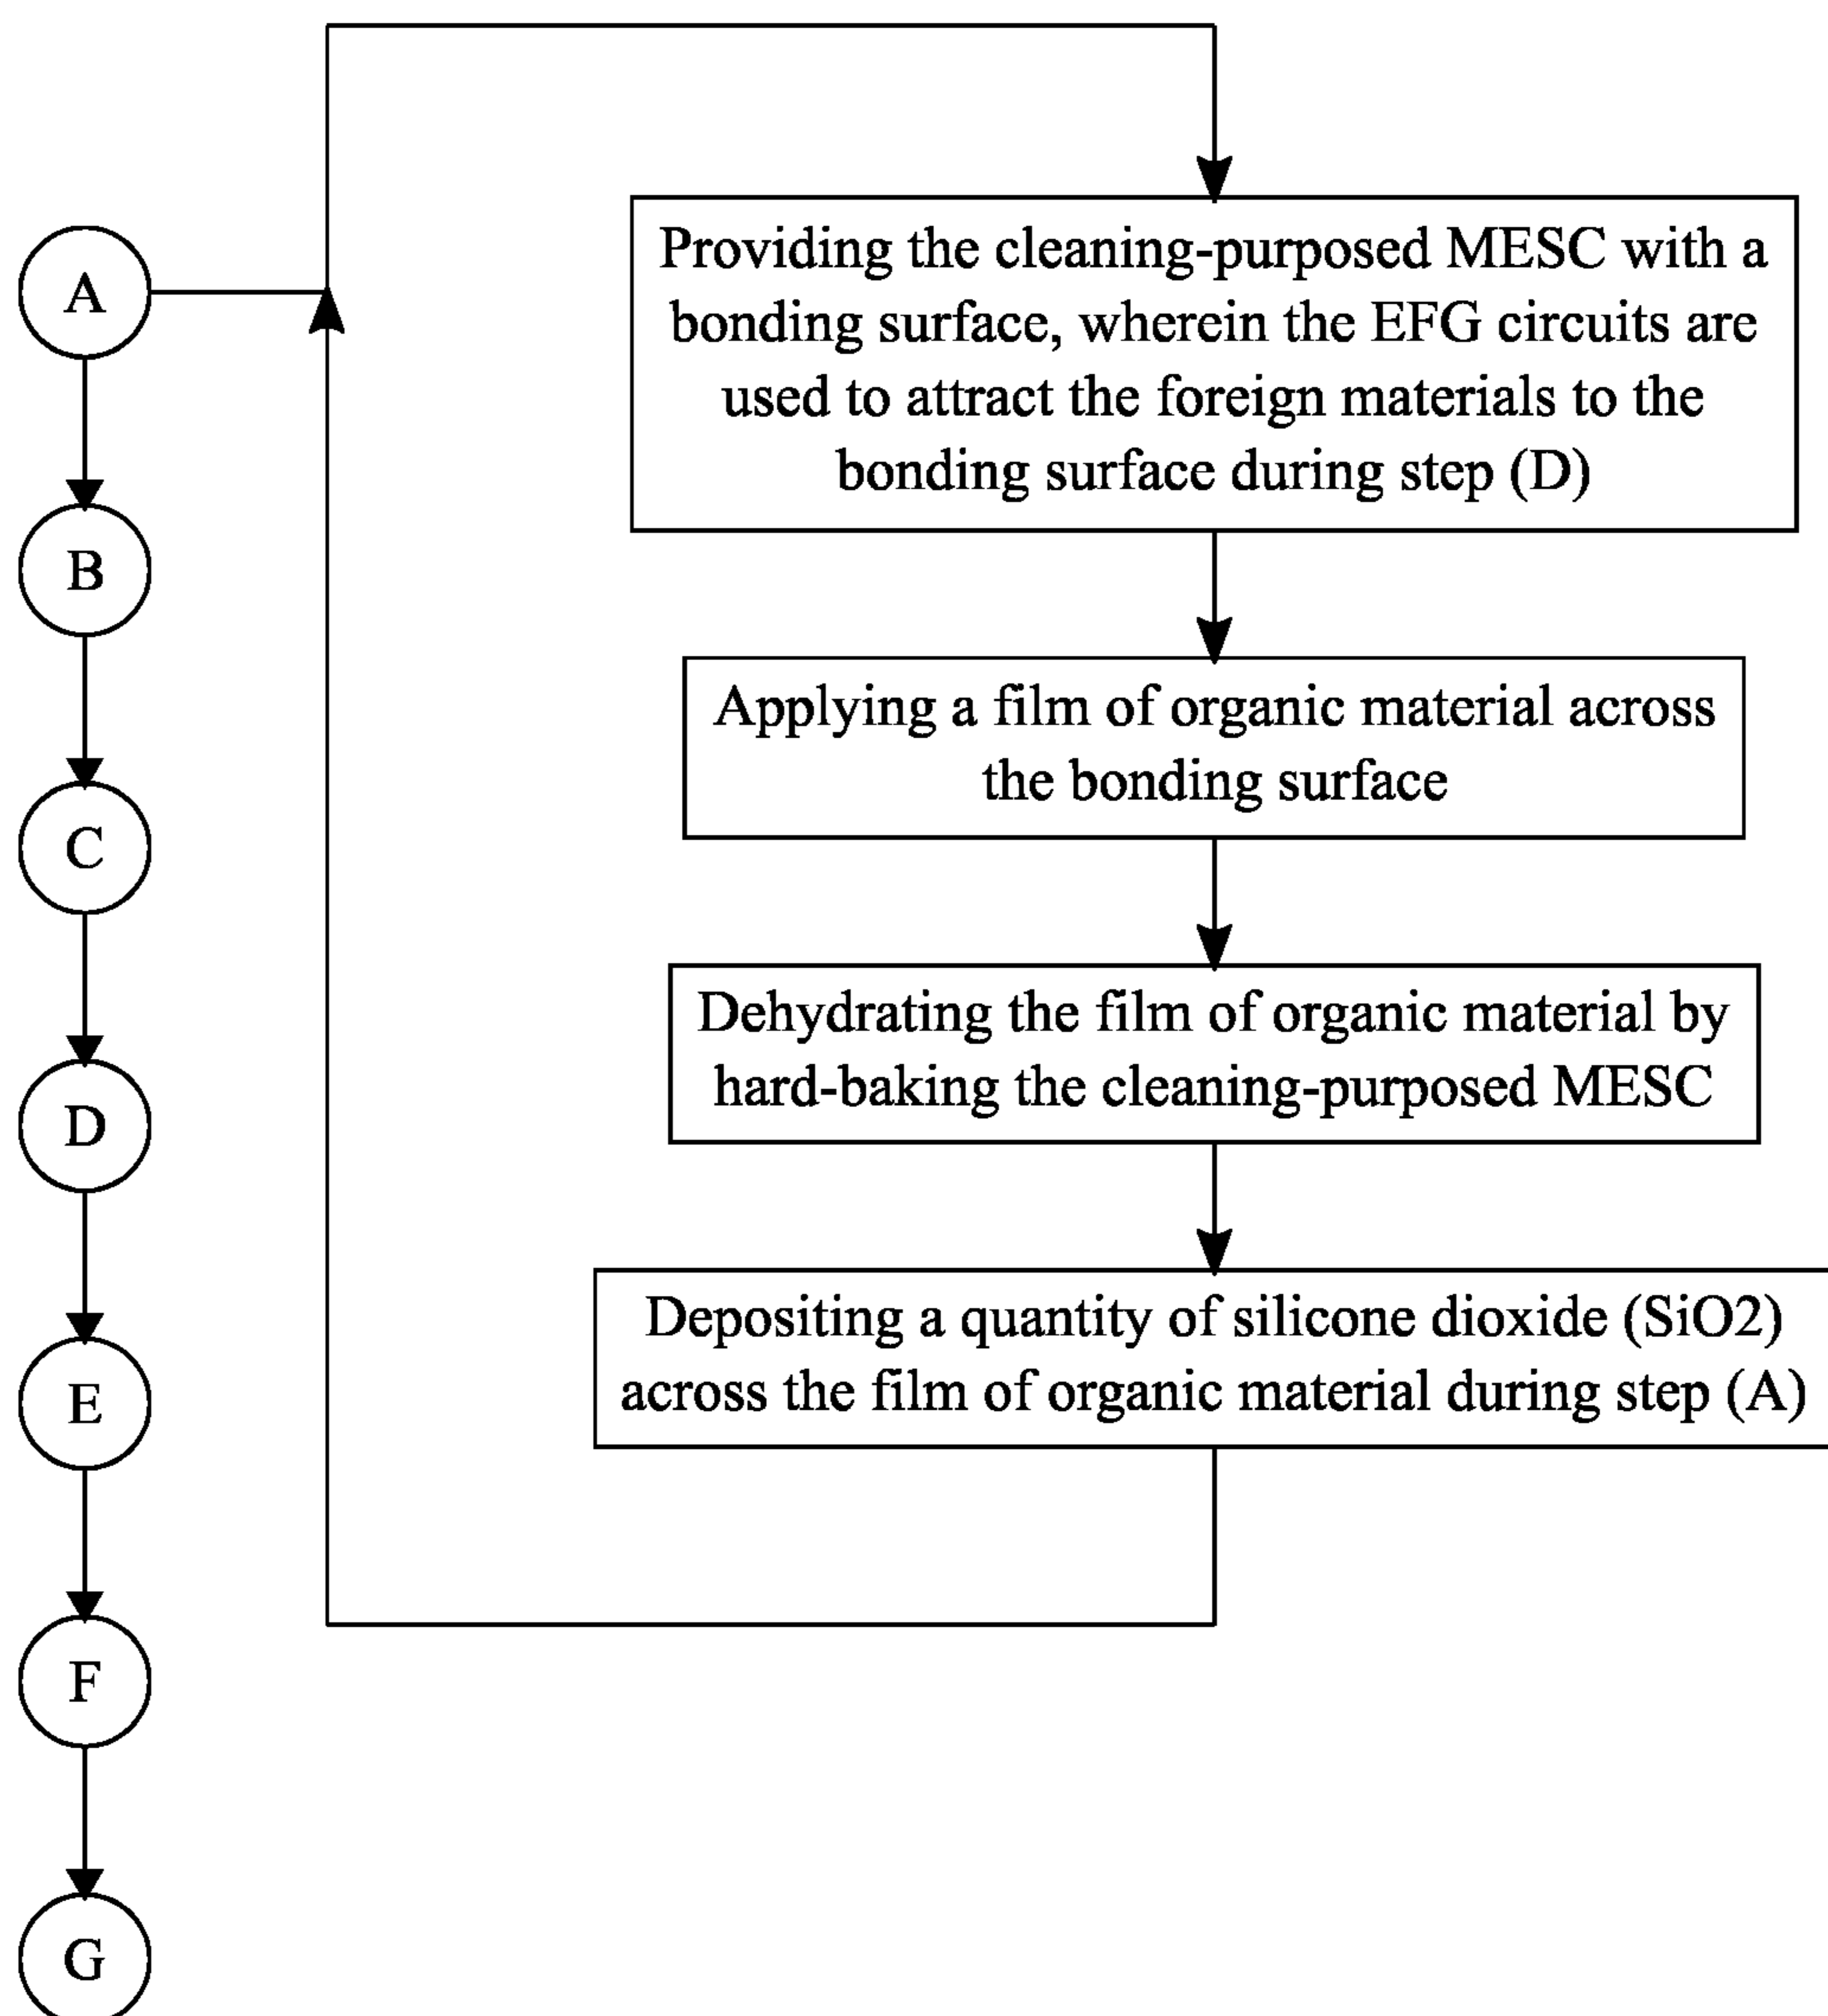 A
B
C
D
E
F
G
Providing the cleaning-purposed MESC with a
bonding surface, wherein the EFG circuits are
used to attract the foreign materials to the
bonding surface during step (D)
Applying a film of organic material across
the bonding surface
Dehydrating the film of organic material by
hard-baking the cleaning-purposed MESC
Depositing a quantity of silicone dioxide (SiO2)
across the film of organic material during step (A)